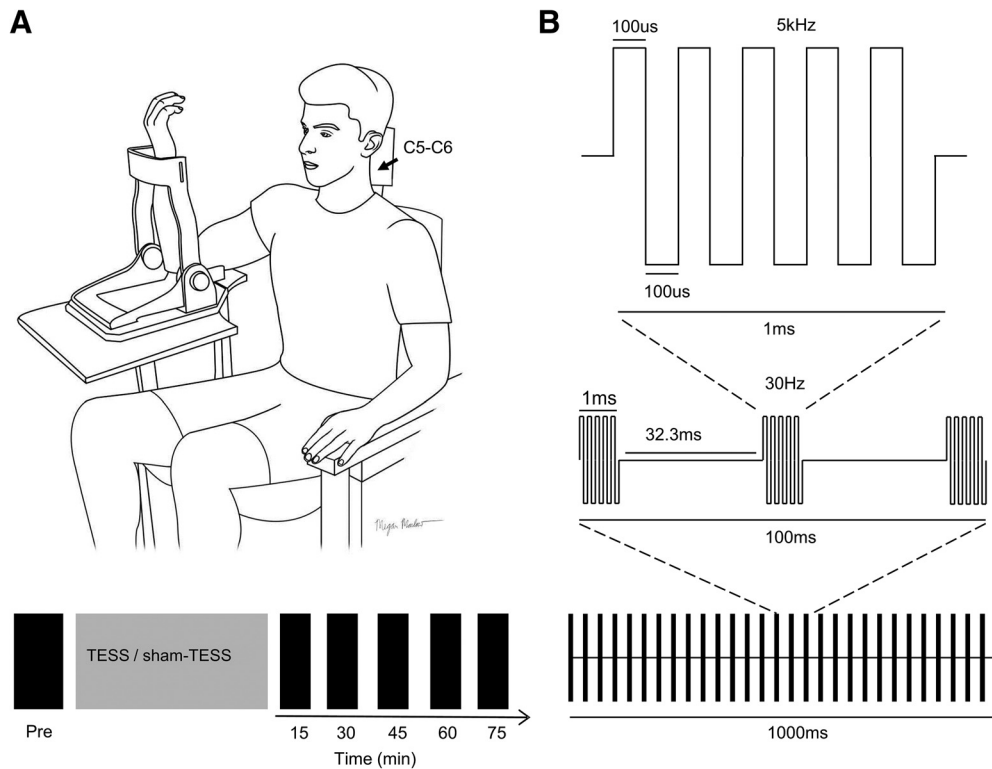 A
C5-C6
TESS / sham-TESS
Pre
15 30 45 60 75
Time (min)
B
100us
5kHz
100us
1ms
30Hz
1ms
32.3ms
100ms
1000ms